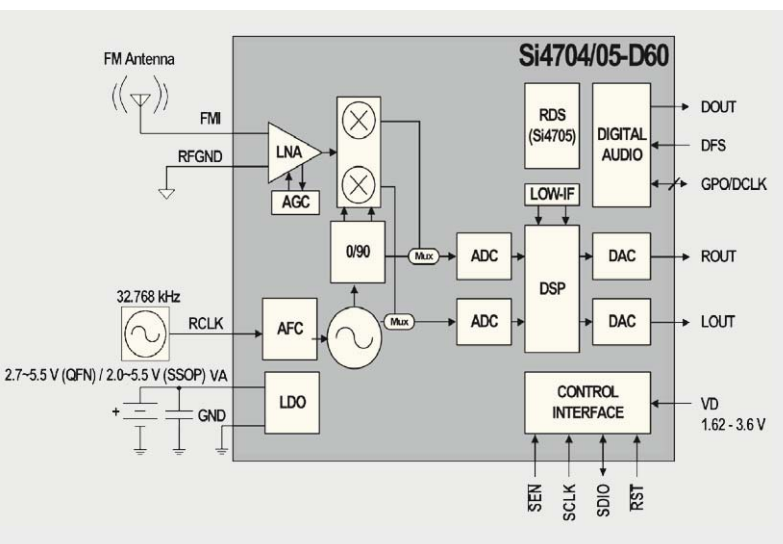 Si4704/05-D60
FM Antenna
FMI
RFGND
LNA
AGC
RDS
(Si4705)
DIGITAL
AUDIO
DOUT
DFS
GPO/DCLK
LOW-IF
0/90
Mux
ADC
DSP
DAC
ROUT
32.768 kHz
RCLK
AFC
Mux
ADC
DAC
LOUT
2.7~5.5 V (QFN) / 2.0~5.5 V (SSOP) VA
+
GND
LDO
CONTROL
INTERFACE
VD
1.62 - 3.6 V
SEN
SCLK
SDIO
RST